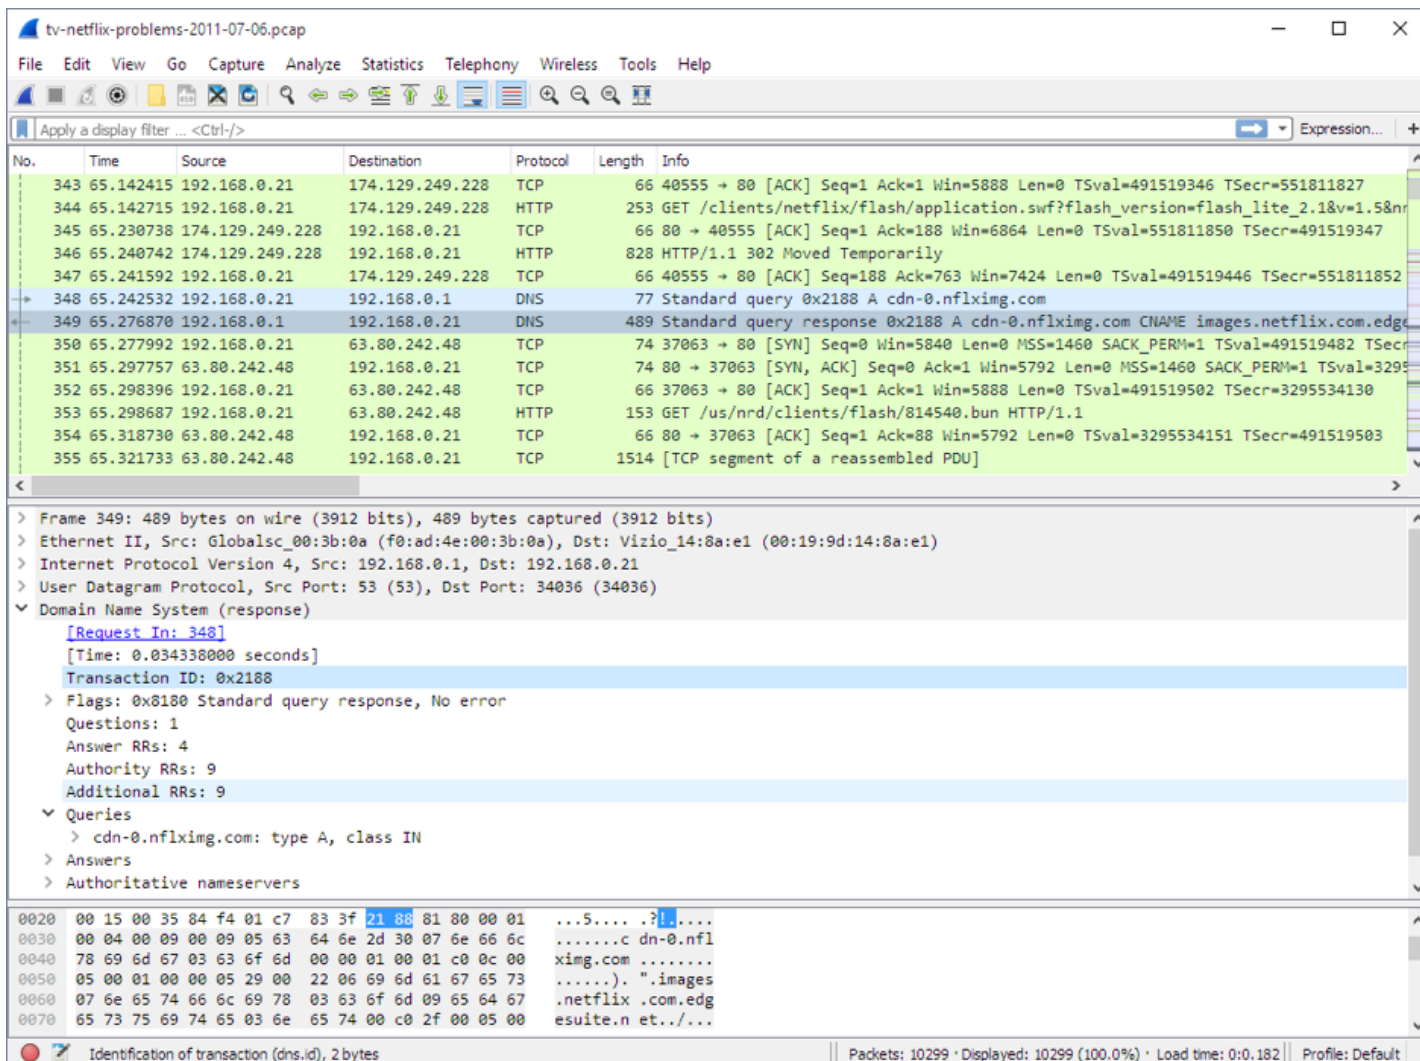 tv-netflix-problems-2011-07-06.pcap
File Edit View Go Capture Analyze Statistics Telephony Wireless Tools Help
Apply a display filter ... <Ctrl-/> Expression... +
No. Time Source Destination Protocol Length Info
343 65.142415 192.168.0.21 174.129.249.228 TCP 66 40555 → 80 [ACK] Seq=1 Ack=1 Win=5888 Len=0 TSval=491519346 TSecr=551811827
344 65.142715 192.168.0.21 174.129.249.228 HTTP 253 GET /clients/netflix/flash/application.swf?flash_version=flash_lite_2.1&v=1.5&nr
345 65.230738 174.129.249.228 192.168.0.21 TCP 66 80 → 40555 [ACK] Seq=1 Ack=188 Win=6864 Len=0 TSval=551811850 TSecr=491519347
346 65.240742 174.129.249.228 192.168.0.21 HTTP 828 HTTP/1.1 302 Moved Temporarily
347 65.241592 192.168.0.21 174.129.249.228 TCP 66 40555 → 80 [ACK] Seq=188 Ack=763 Win=7424 Len=0 TSval=491519446 TSecr=551811852
348 65.242532 192.168.0.21 192.168.0.1 DNS 77 Standard query 0x2188 A cdn-0.nflximg.com
349 65.276870 192.168.0.1 192.168.0.21 DNS 489 Standard query response 0x2188 A cdn-0.nflximg.com CNAME images.netflix.com.edge
350 65.277992 192.168.0.21 63.80.242.48 TCP 74 37063 → 80 [SYN] Seq=0 Win=5840 Len=0 MSS=1460 SACK_PERM=1 TSval=491519482 TSecr
351 65.297757 63.80.242.48 192.168.0.21 TCP 74 80 → 37063 [SYN, ACK] Seq=0 Ack=1 Win=5792 Len=0 MSS=1460 SACK_PERM=1 TSval=3295
352 65.298396 192.168.0.21 63.80.242.48 TCP 66 37063 → 80 [ACK] Seq=1 Ack=1 Win=5888 Len=0 TSval=491519502 TSecr=3295534130
353 65.298687 192.168.0.21 63.80.242.48 HTTP 153 GET /us/nrd/clients/flash/814540.bun HTTP/1.1
354 65.318730 63.80.242.48 192.168.0.21 TCP 66 80 → 37063 [ACK] Seq=1 Ack=88 Win=5792 Len=0 TSval=3295534151 TSecr=491519503
355 65.321733 63.80.242.48 192.168.0.21 TCP 1514 [TCP segment of a reassembled PDU]
> Frame 349: 489 bytes on wire (3912 bits), 489 bytes captured (3912 bits)
> Ethernet II, Src: Globalsc_00:3b:0a (f0:ad:4e:00:3b:0a), Dst: Vizio_14:8a:e1 (00:19:9d:14:8a:e1)
> Internet Protocol Version 4, Src: 192.168.0.1, Dst: 192.168.0.21
> User Datagram Protocol, Src Port: 53 (53), Dst Port: 34036 (34036)
Domain Name System (response)
[Request In: 348]
[Time: 0.034338000 seconds]
Transaction ID: 0x2188
> Flags: 0x8180 Standard query response, No error
Questions: 1
Answer RRs: 4
Authority RRs: 9
Additional RRs: 9
Queries
> cdn-0.nflximg.com: type A, class IN
> Answers
> Authoritative nameservers
0020 00 15 00 35 84 f4 01 c7 83 3f 21 88 81 80 00 01 ...5.... .?!.....
0030 00 04 00 09 00 09 05 63 64 6e 2d 30 07 6e 66 6c .......c dn-0.nfl
0040 78 69 6d 67 03 63 6f 6d 00 00 01 00 01 c0 0c 00 ximg.com ........
0050 05 00 01 00 00 05 29 00 22 06 69 6d 61 67 65 73 ......). ".images
0060 07 6e 65 74 66 6c 69 78 03 63 6f 6d 09 65 64 67 .netflix .com.edg
0070 65 73 75 69 74 65 03 6e 65 74 00 c0 2f 00 05 00 esuite.n et../...
Identification of transaction (dns.id), 2 bytes Packets: 10299 · Displayed: 10299 (100.0%) · Load time: 0:0.182 Profile: Default